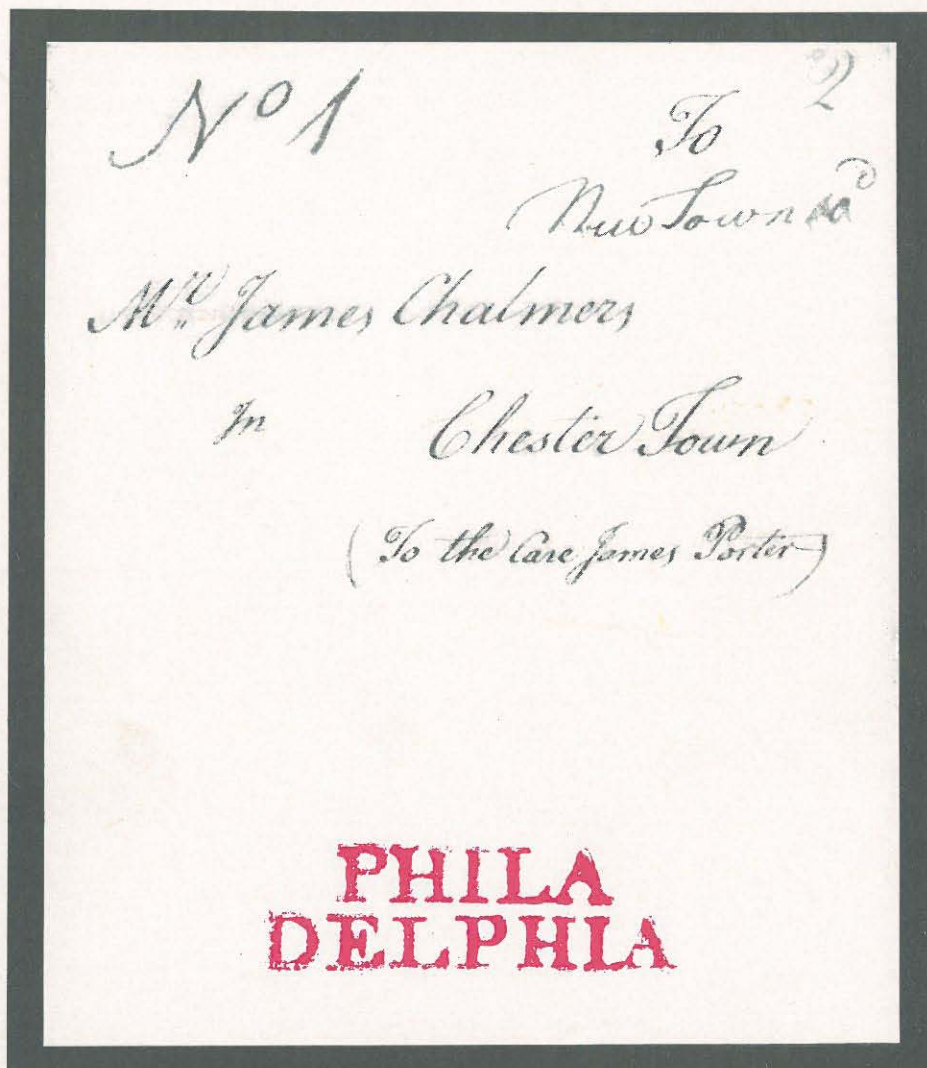 Nº 1
2
To
New Town
Mr. James Chalmers
In Chester Town
(To the Care James Porter)
PHILA
DELPHIA